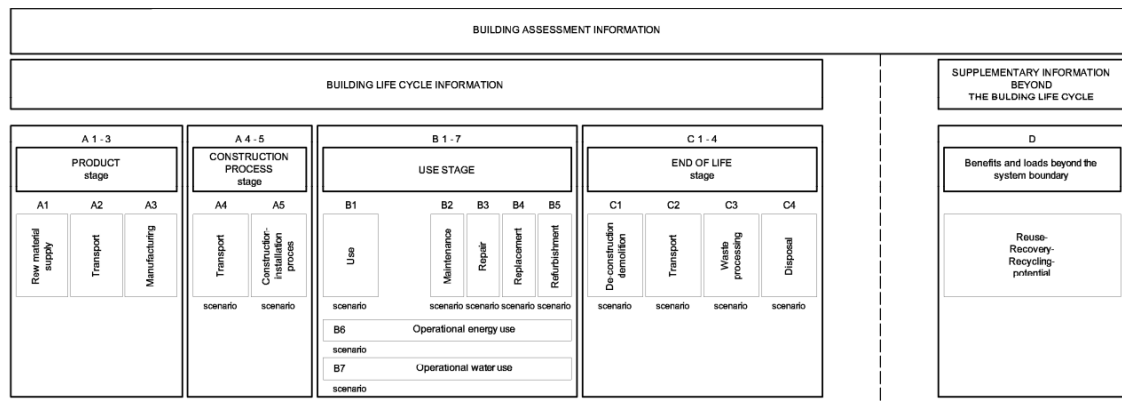 BUILDING ASSESSMENT INFORMATION
BUILDING LIFE CYCLE INFORMATION
SUPPLEMENTARY INFORMATION
BEYOND
THE BULDING LIFE CYCLE
A 1 - 3
PRODUCT
stage
A1
A2
A3
Raw material
supply
Transport
Manufacturing
A 4 - 5
CONSTRUCTION
PROCESS
stage
A4
A5
Transport
Construction-
installation
proces
scenario
scenario
B 1 - 7
USE STAGE
B1
B2
B3
B4
B5
Use
Maintenance
Repair
Replacement
Refurbishment
scenario
scenario
scenario
scenario
scenario
B6
Operational energy use
scenario
B7
Operational water use
scenario
C 1 - 4
END OF LIFE
stage
C1
C2
C3
C4
De-construction
demolition
Transport
Waste
processing
Disposal
scenario
scenario
scenario
scenario
D
Benefits and loads beyond the
system boundary
Reuse-
Recovery-
Recycling-
potential